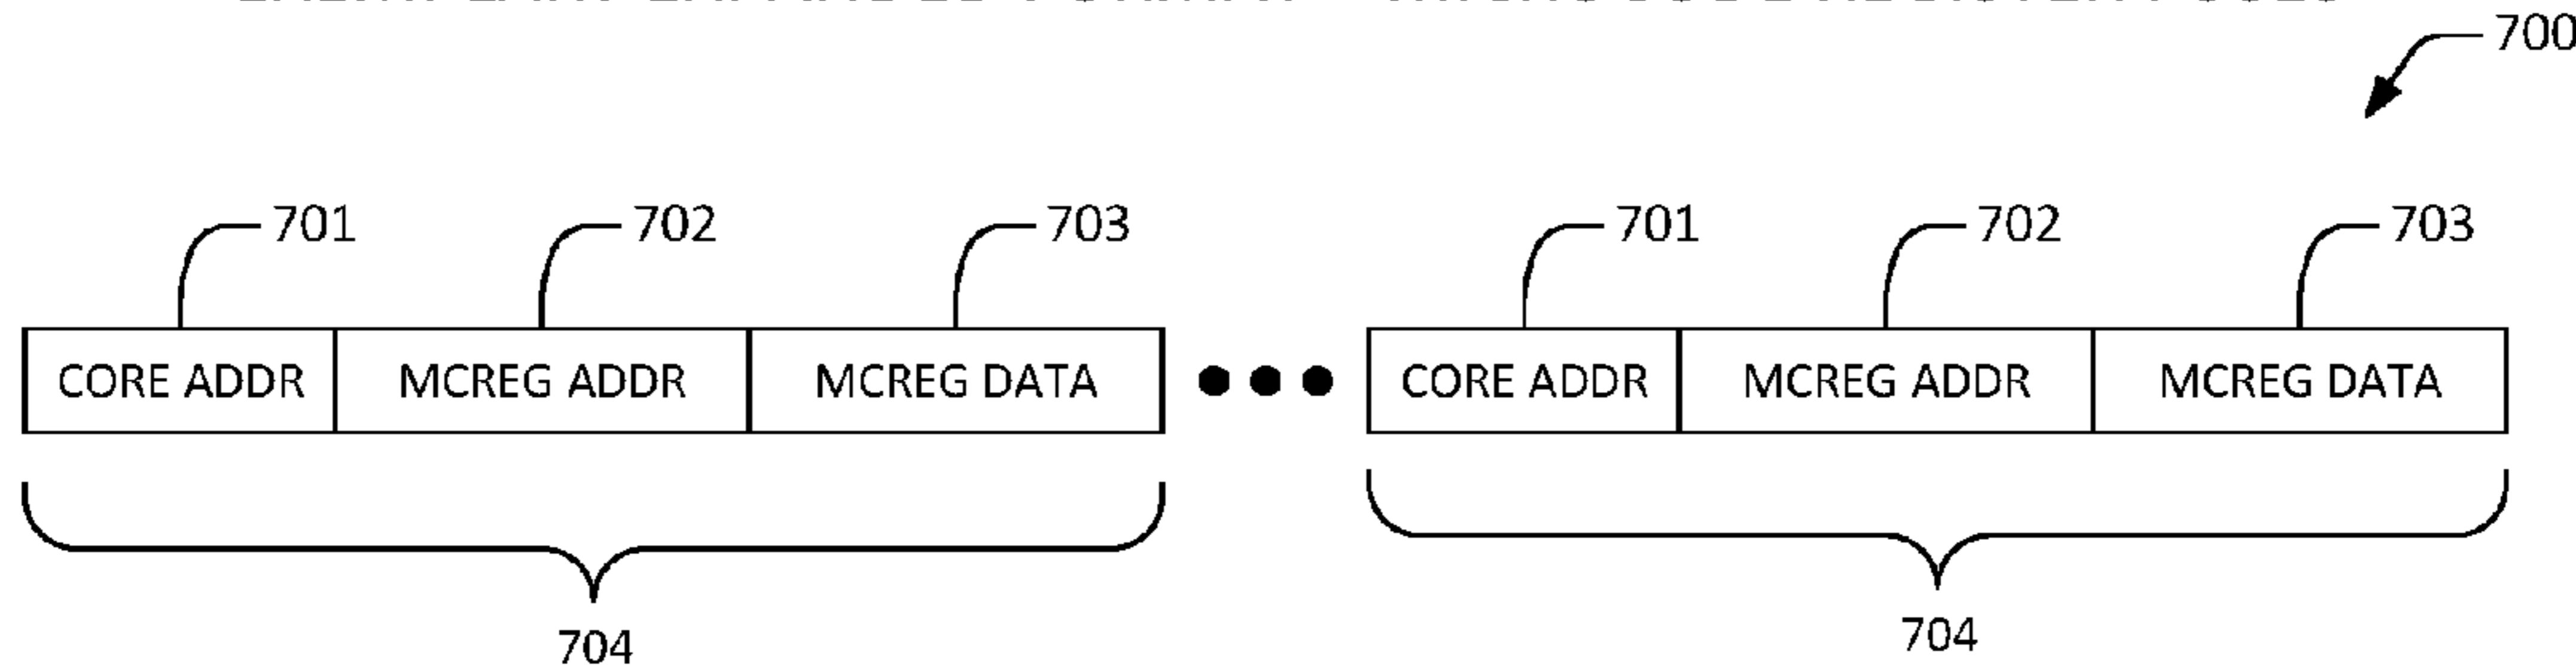 700
701 702 703 701 702 703
CORE ADDR MCREG ADDR MCREG DATA CORE ADDR MCREG ADDR MCREG DATA
704 704